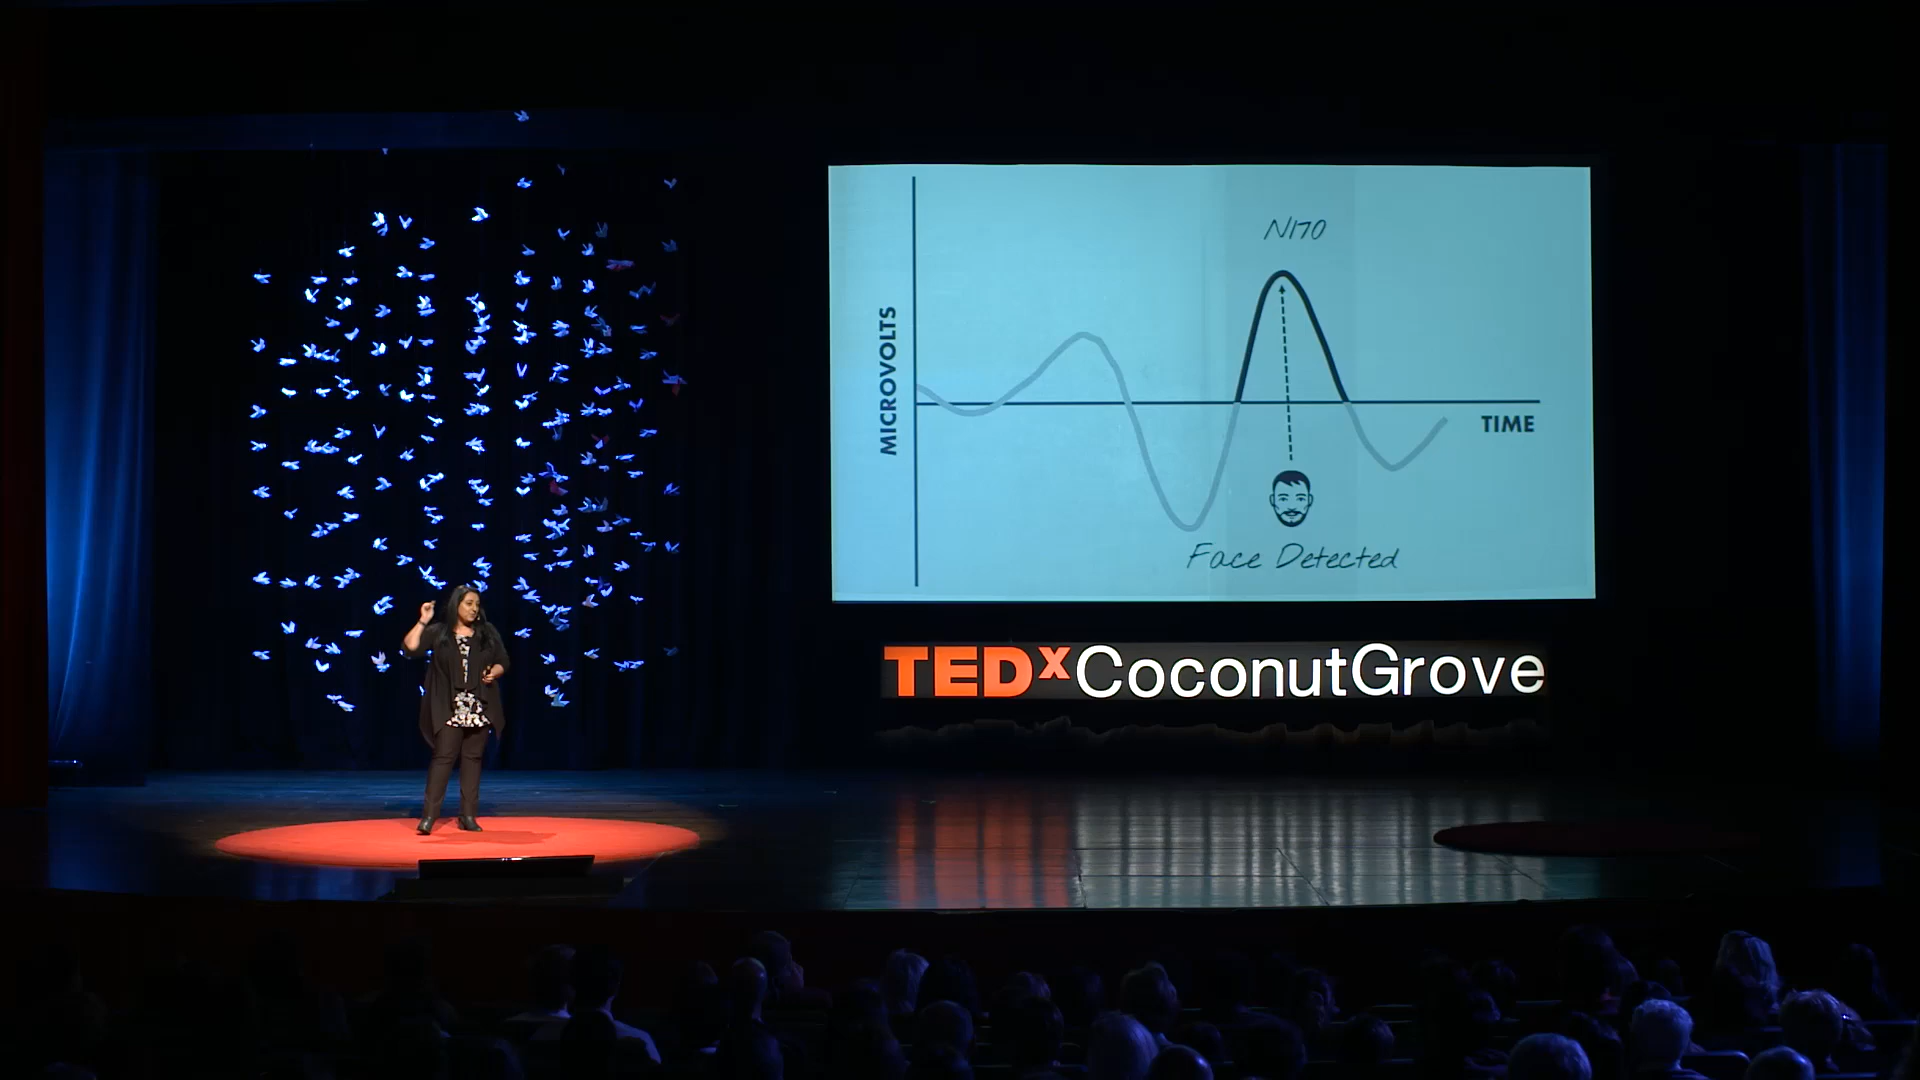 N170
MICROVOLTS
TIME
Face Detected
TEDxCoconutGrove